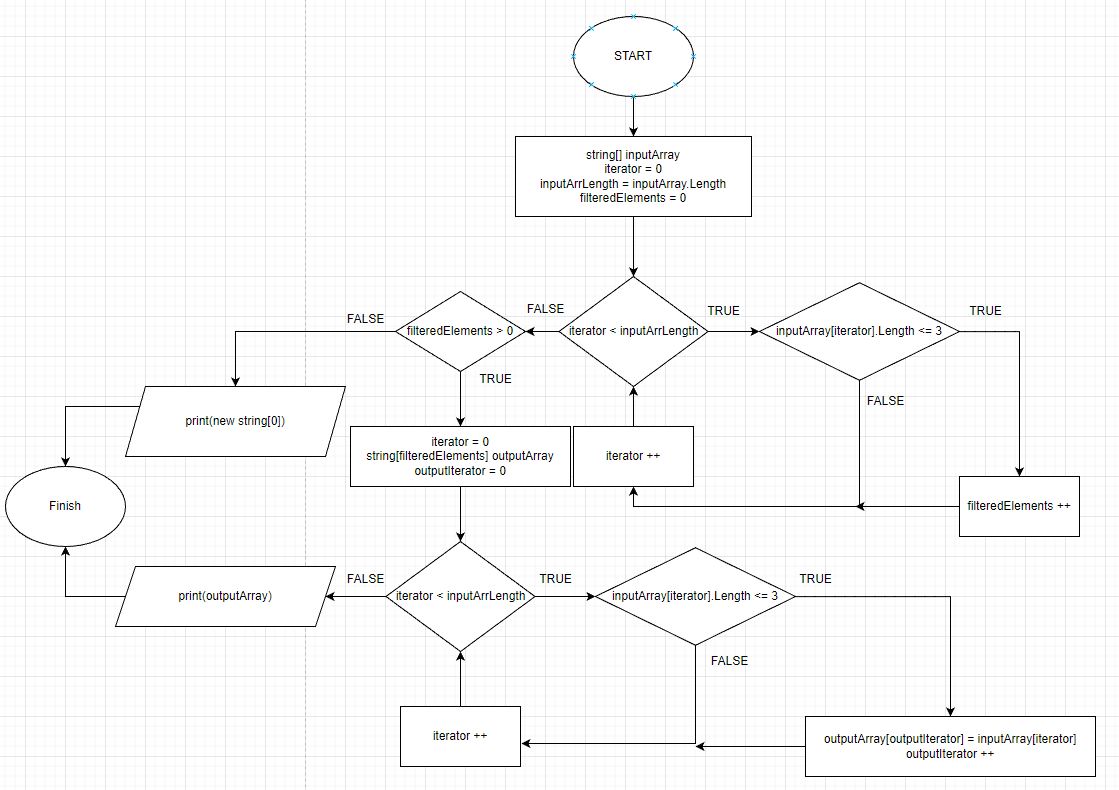 START
string[] inputArray
iterator = 0
inputArrLength = inputArray.Length
filteredElements = 0
FALSE
FALSE
TRUE
TRUE
filteredElements > 0
iterator < inputArrLength
inputArray[iterator].Length <= 3
TRUE
FALSE
print(new string[0])
iterator = 0
string[filteredElements] outputArray
outputIterator = 0
iterator ++
Finish
filteredElements ++
FALSE
TRUE
TRUE
print(outputArray)
iterator < inputArrLength
inputArray[iterator].Length <= 3
FALSE
iterator ++
outputArray[outputIterator] = inputArray[iterator]
outputIterator ++